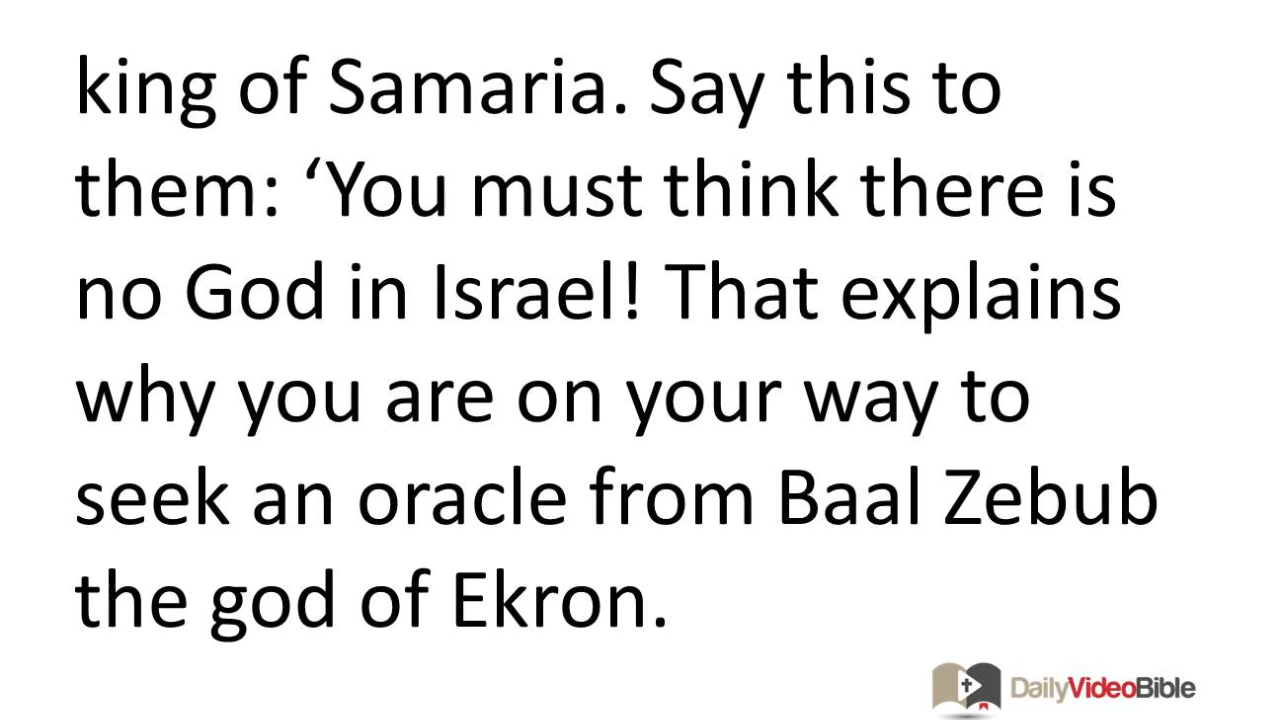 king of Samaria. Say this to
them: ‘You must think there is
no God in Israel! That explains
why you are on your way to
seek an oracle from Baal Zebub
the god of Ekron.
DailyVideoBible